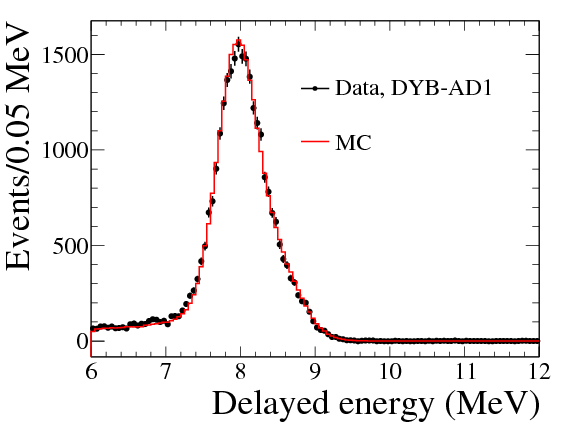 Events/0.05 MeV
1500
1000
500
0
Data, DYB-AD1
MC
6 7 8 9 10 11 12
Delayed energy (MeV)